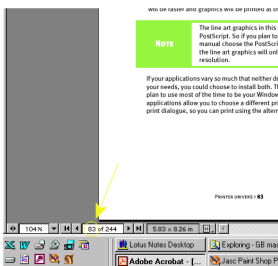 will be faster and graphics will be printed at th
The line art graphics in this
PostScript. So if you plan to
manual choose the PostScri
the line art graphics will onl
resolution.
NOTE
If your applications vary so much that neither dr
your needs, you could choose to install both. Th
plan to use most of the time to be your Window
applications allow you to choose a different pri
print dialogue, so you can print using the altern
PRINTER DRIVERS > 83
104% 83 of 244 5.83 x 8.26 in
Lotus Notes Desktop Exploring - GB mas
Adobe Acrobat - [... Jasc Paint Shop P